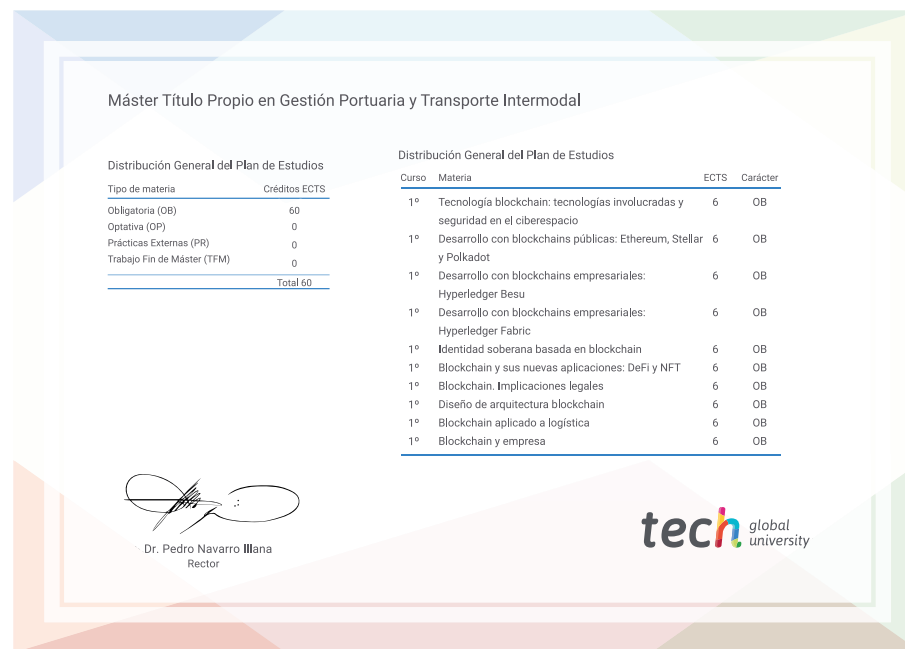 Máster Título Propio en Gestión Portuaria y Transporte Intermodal
Distribución General del Plan de Estudios
Tipo de materia Créditos ECTS
Obligatoria (OB) 60
Optativa (OP) 0
Prácticas Externas (PR) 0
Trabajo Fin de Máster (TFM) 0
Total 60
Distribución General del Plan de Estudios
Curso Materia ECTS Carácter
1º Tecnología blockchain: tecnologías involucradas y 6 OB
seguridad en el ciberespacio
1º Desarrollo con blockchains públicas: Ethereum, Stellar 6 OB
y Polkadot
1º Desarrollo con blockchains empresariales: 6 OB
Hyperledger Besu
1º Desarrollo con blockchains empresariales: 6 OB
Hyperledger Fabric
1º Identidad soberana basada en blockchain 6 OB
1º Blockchain y sus nuevas aplicaciones: DeFi y NFT 6 OB
1º Blockchain. Implicaciones legales 6 OB
1º Diseño de arquitectura blockchain 6 OB
1º Blockchain aplicado a logística 6 OB
1º Blockchain y empresa 6 OB
Dr. Pedro Navarro Illana
Rector
tech global
university